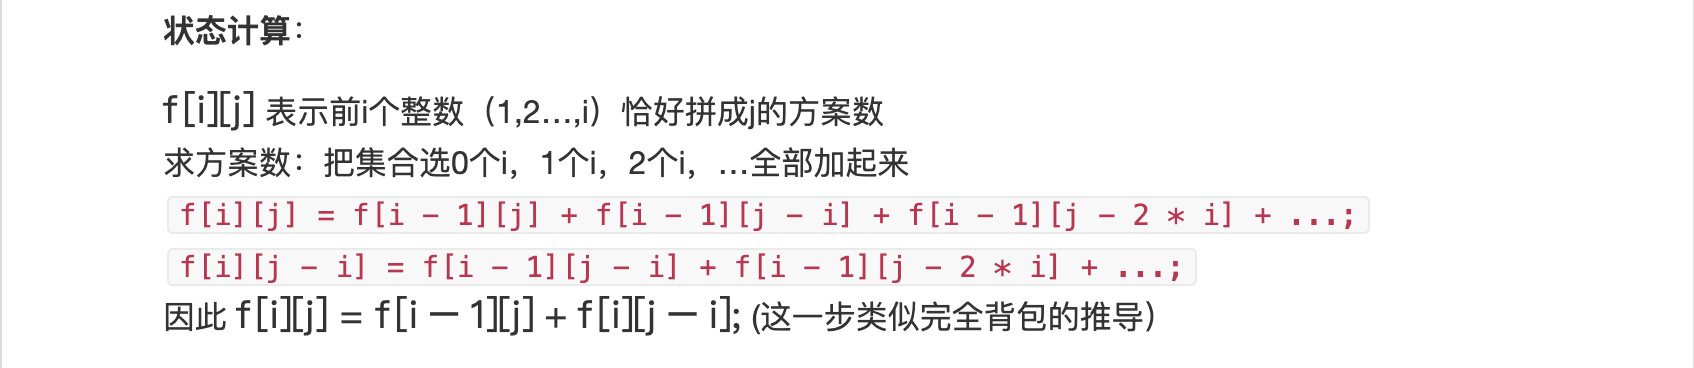 状态计算：
f[i][j] 表示前i个整数（1,2…,i）恰好拼成j的方案数
求方案数：把集合选0个i，1个i，2个i，…全部加起来
f[i][j] = f[i - 1][j] + f[i - 1][j - i] + f[i - 1][j - 2 * i] + ...;
f[i][j - i] = f[i - 1][j - i] + f[i - 1][j - 2 * i] + ...;
因此 f[i][j] = f[i − 1][j] + f[i][j − i]; (这一步类似完全背包的推导）